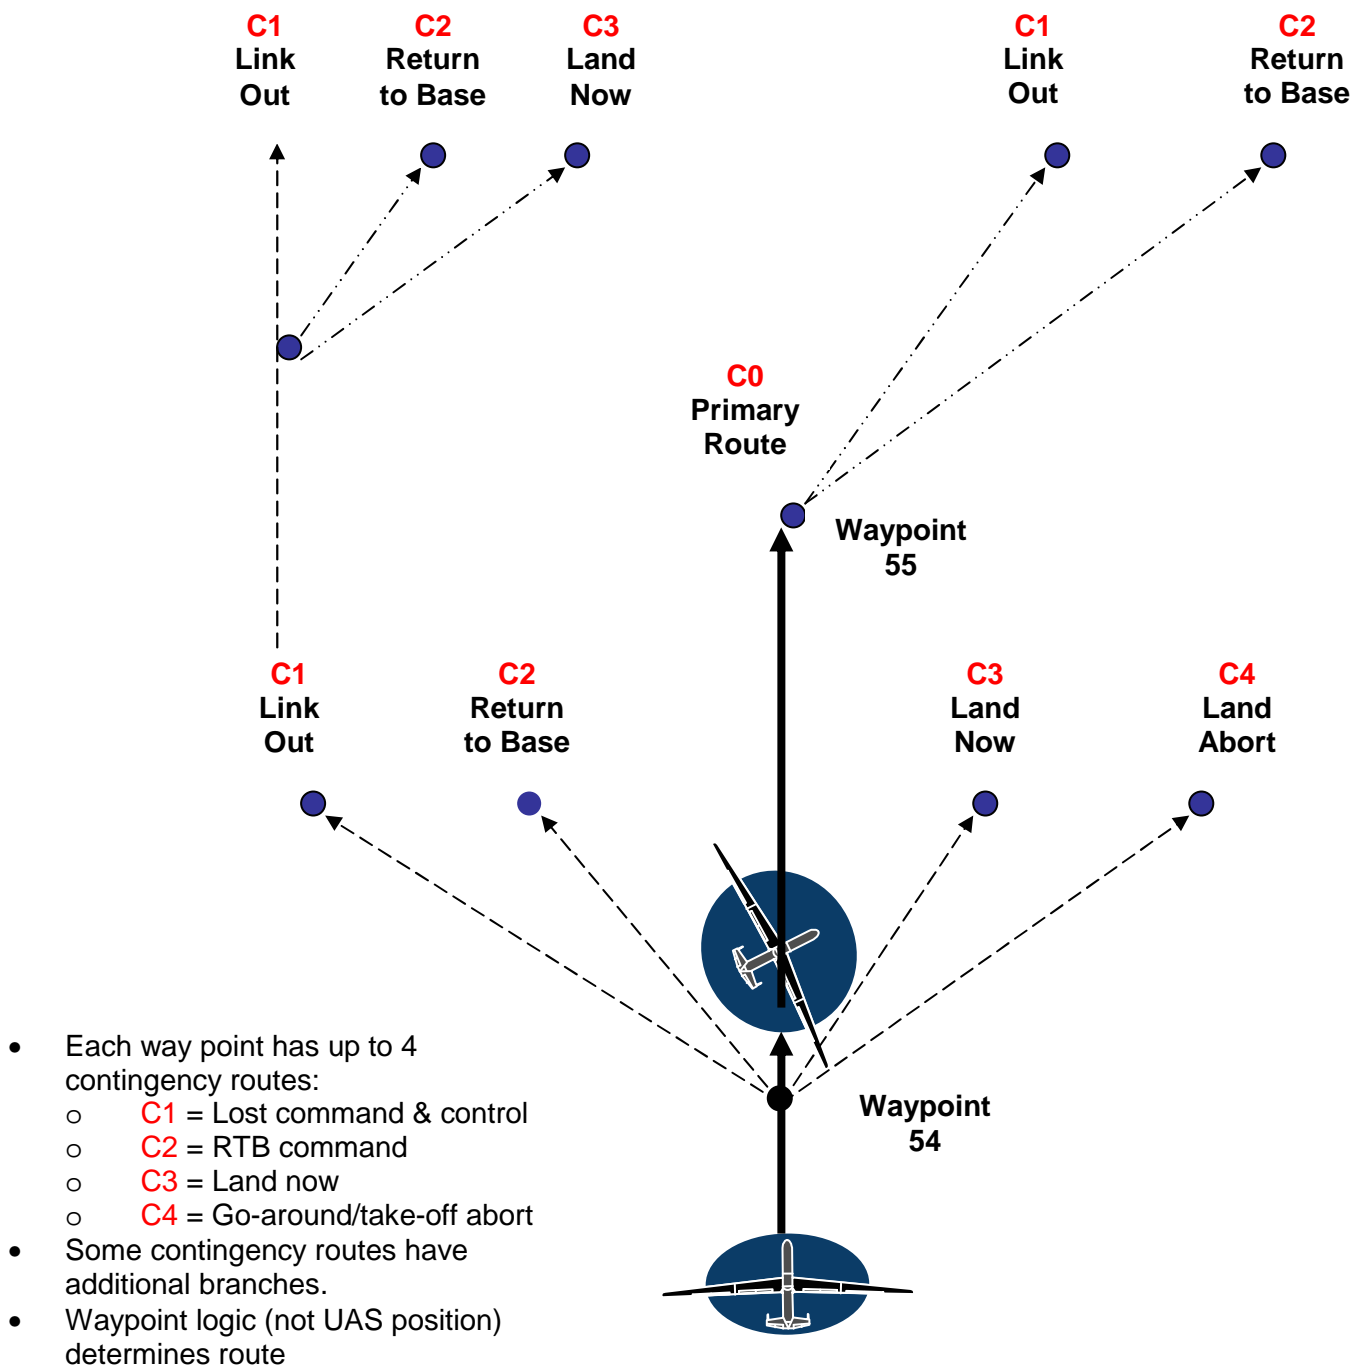 C1
Link
Out
C2
Return
to Base
C3
Land
Now
C1
Link
Out
C2
Return
to Base
C0
Primary
Route
Waypoint
55
C1
Link
Out
C2
Return
to Base
C3
Land
Now
C4
Land
Abort
Waypoint
54
• Each way point has up to 4
contingency routes:
o C1 = Lost command & control
o C2 = RTB command
o C3 = Land now
o C4 = Go-around/take-off abort
• Some contingency routes have
additional branches.
• Waypoint logic (not UAS position)
determines route